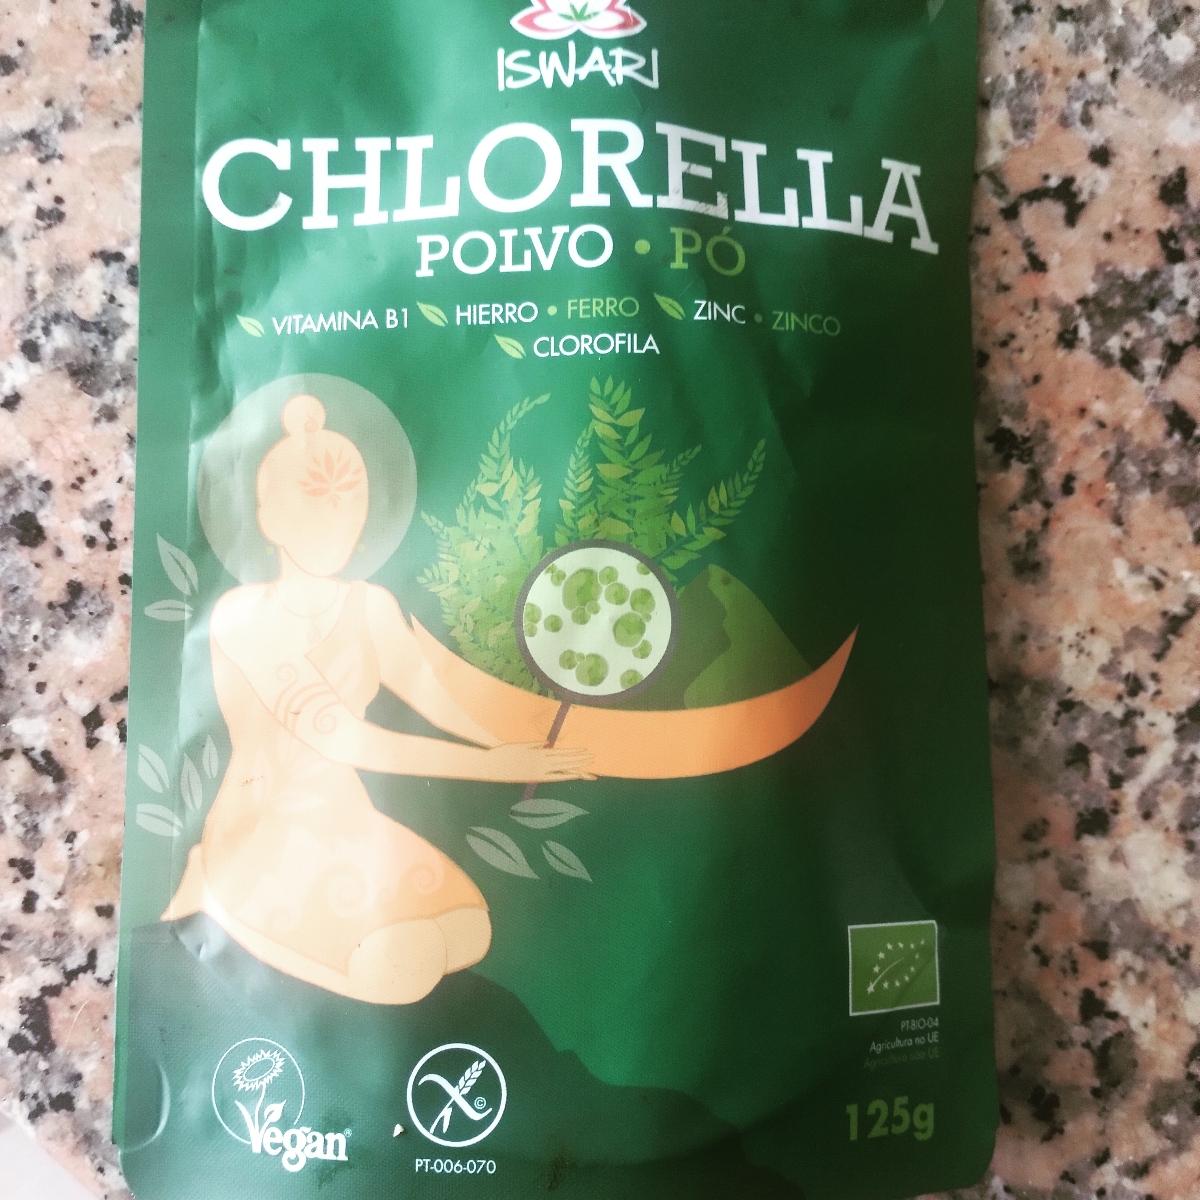 ISWARI
CHLORELLA
POLVO • PÓ
VITAMINA B1 HIERRO • FERRO ZINC • ZINCO
CLOROFILA
PT-BIO-04
Agricultura no UE
Agricultura não UE
Vegan®
©
PT-006-070
125g